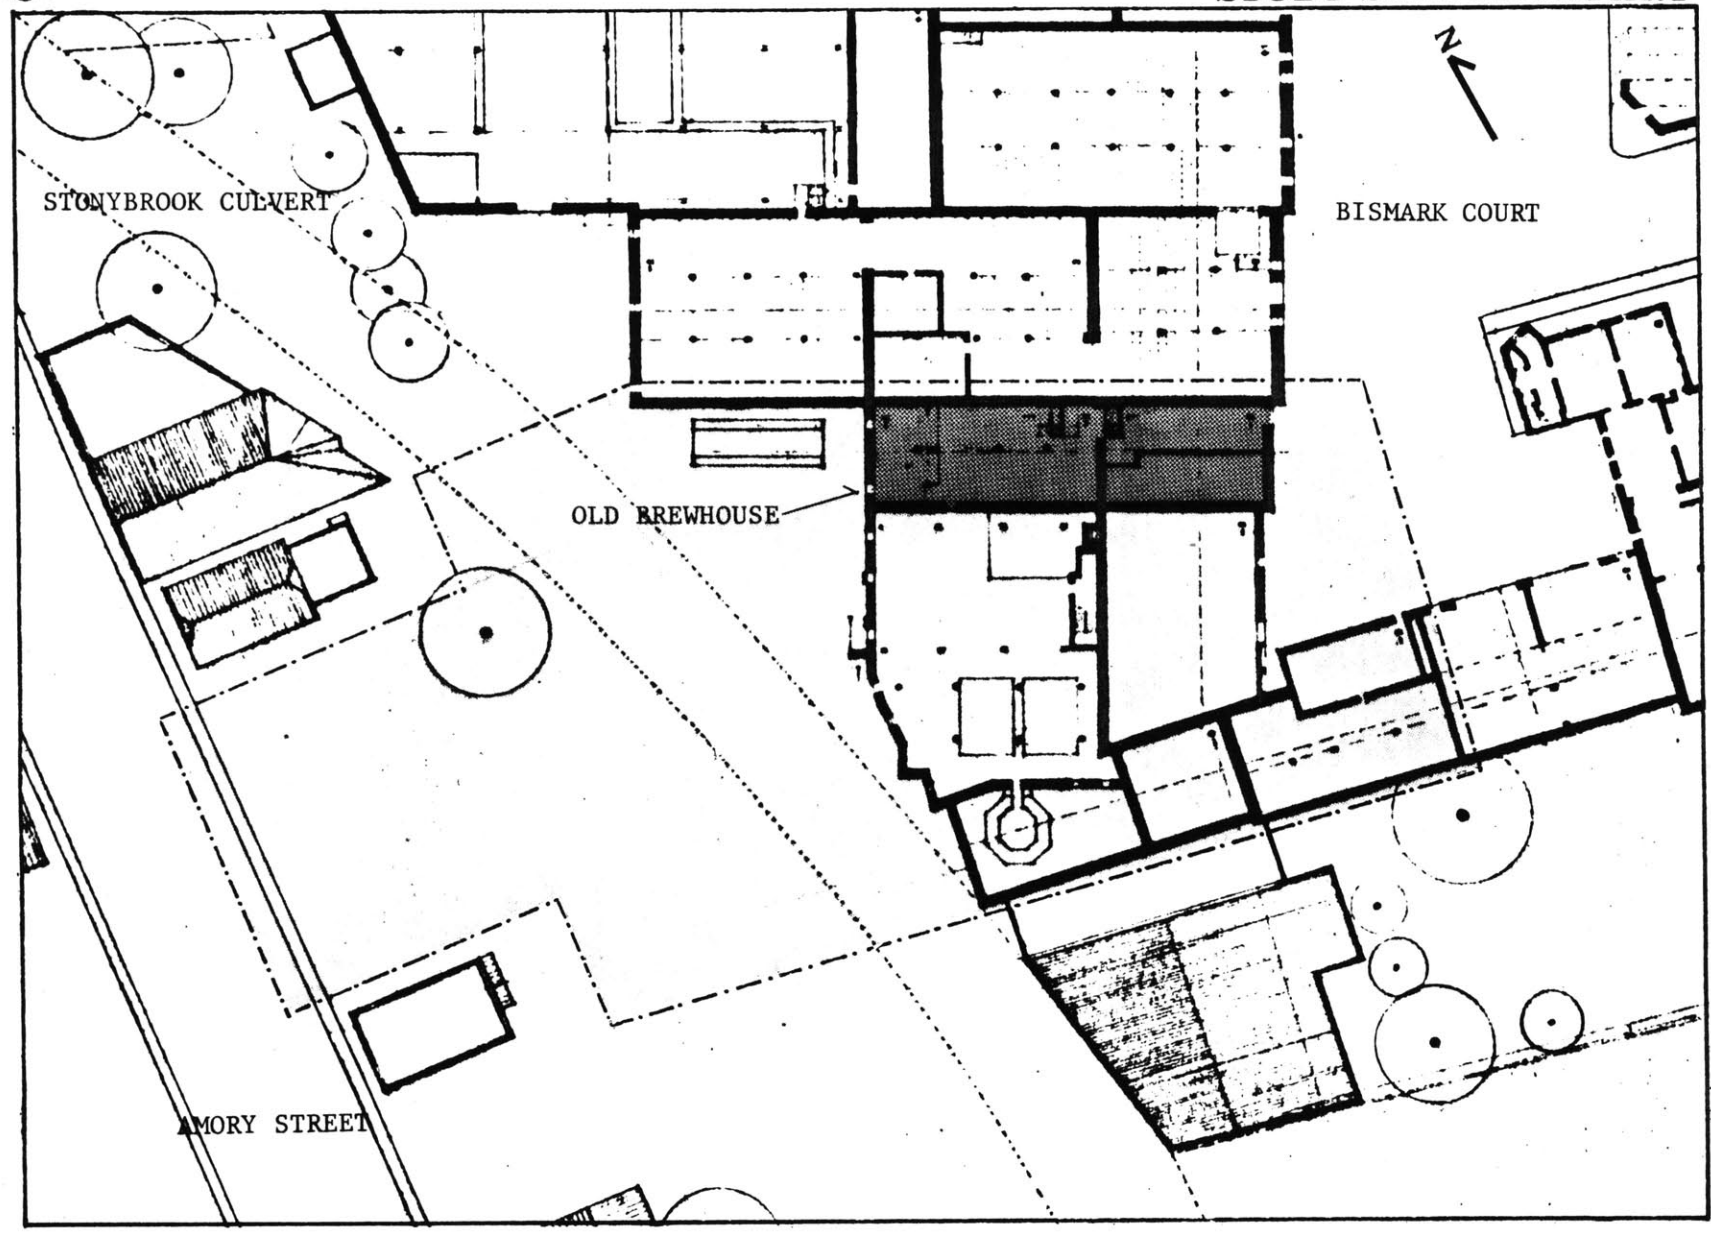 N
STONYBROOK CULVERT
BISMARK COURT
OLD BREWHOUSE
AMORY STREET